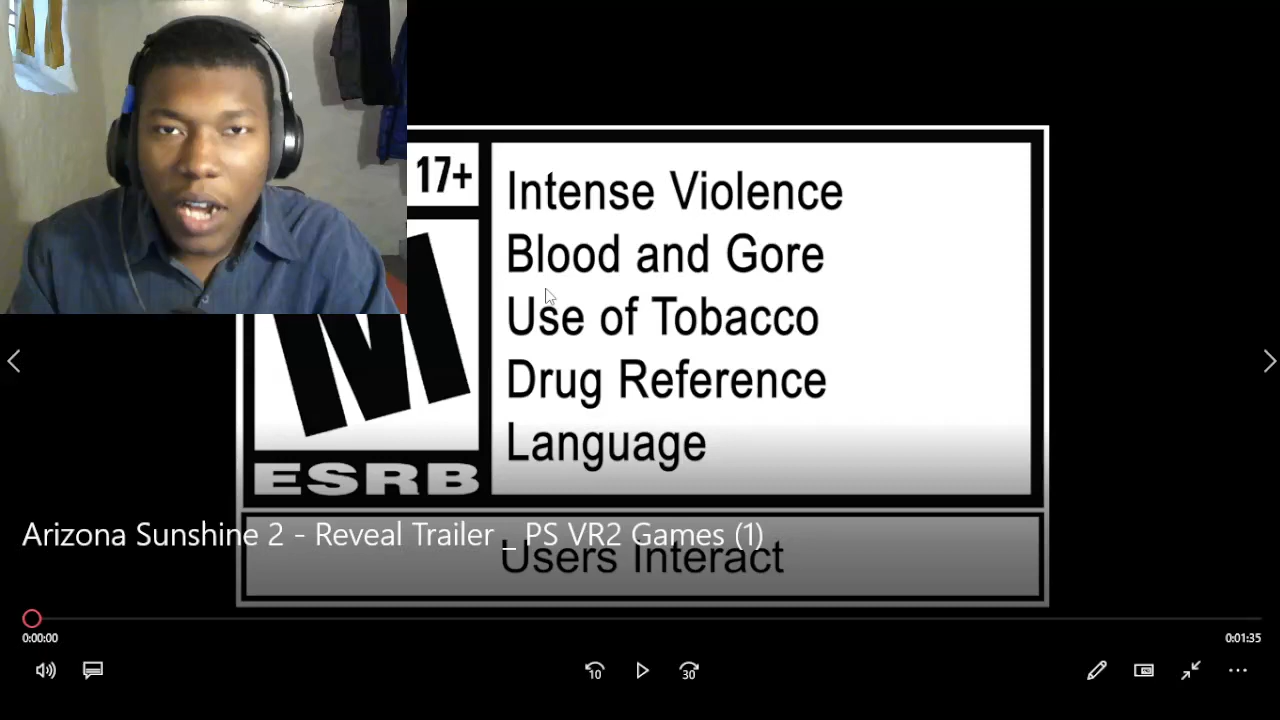 17+
Intense Violence
Blood and Gore
Use of Tobacco
Drug Reference
Language
M
ESRB
Arizona Sunshine 2 - Reveal Trailer _ PS VR2 Games (1)
Users Interact
0:00:00
0:01:35
10
30